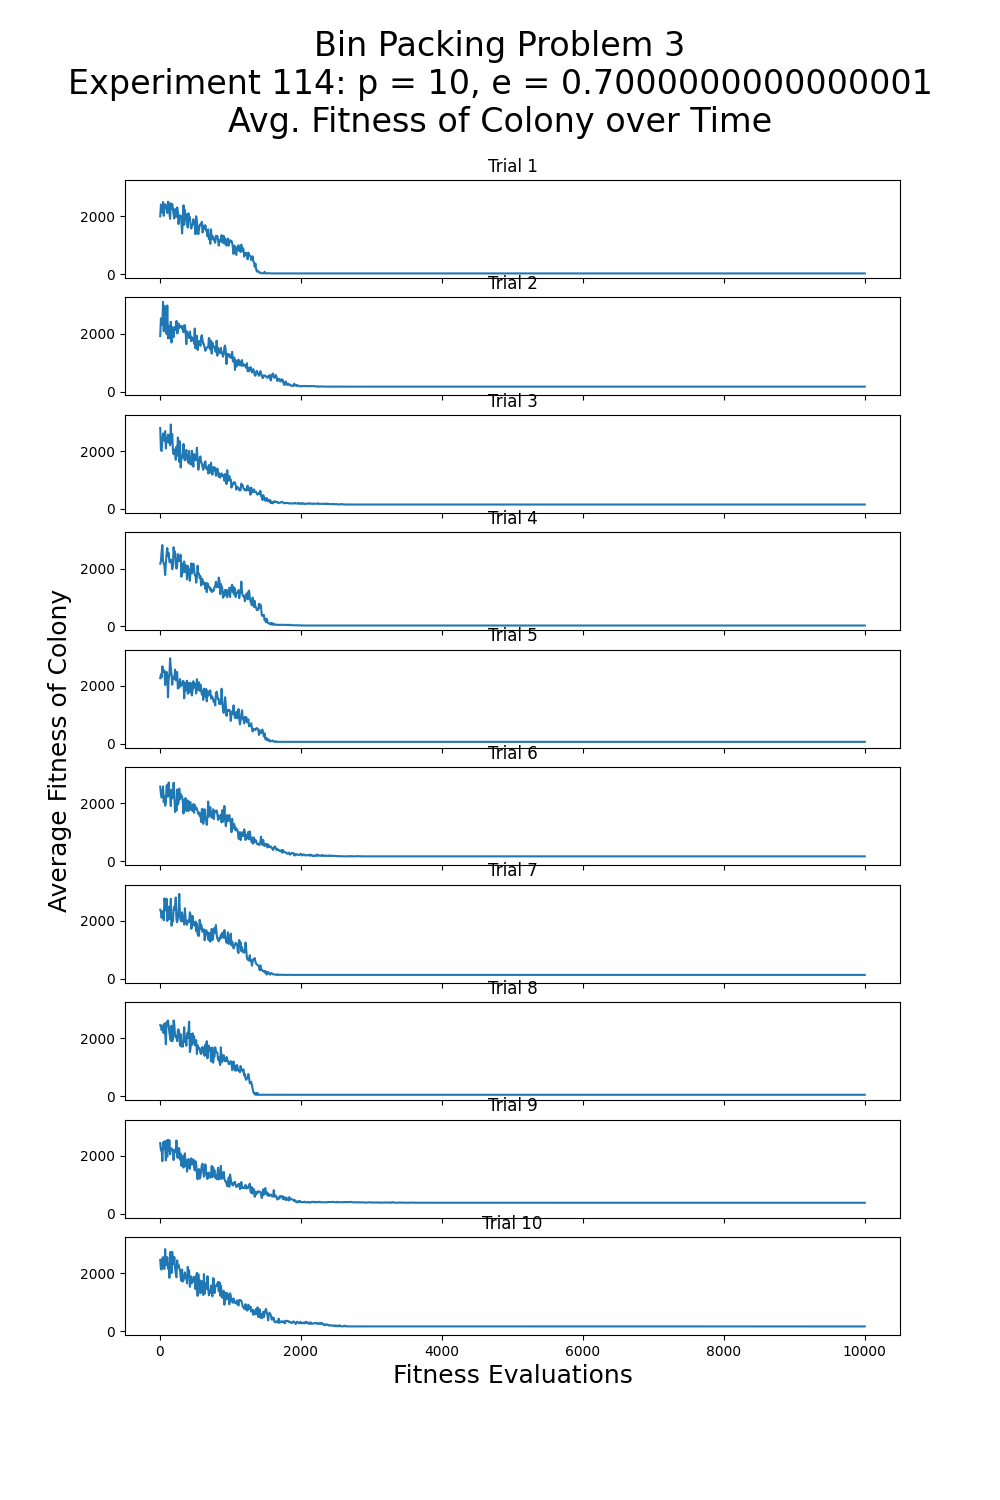 Bin Packing Problem 3
Experiment 114: p = 10, e = 0.7000000000000001
Avg. Fitness of Colony over Time
Trial 1
2000
0
Trial 2
2000
0
Trial 3
2000
0
Trial 4
2000
0
Trial 5
2000
0
Trial 6
2000
0
Trial 7
2000
0
Trial 8
2000
0
Trial 9
2000
0
Trial 10
2000
0
0 2000 4000 6000 8000 10000
Fitness Evaluations
Average Fitness of Colony